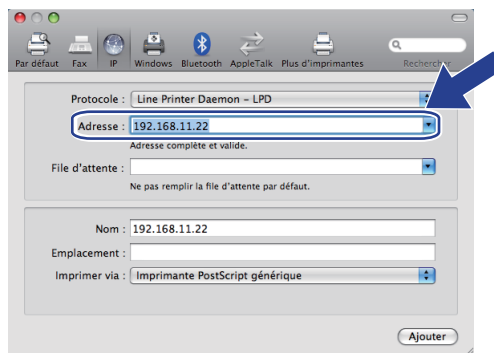 Par défaut Fax IP Windows Bluetooth AppleTalk Plus d'imprimantes Rechercher
Protocole : Line Printer Daemon – LPD
Adresse : 192.168.11.22
Adresse complète et valide.
File d'attente :
Ne pas remplir la file d'attente par défaut.
Nom : 192.168.11.22
Emplacement :
Imprimer via : Imprimante PostScript générique
Ajouter